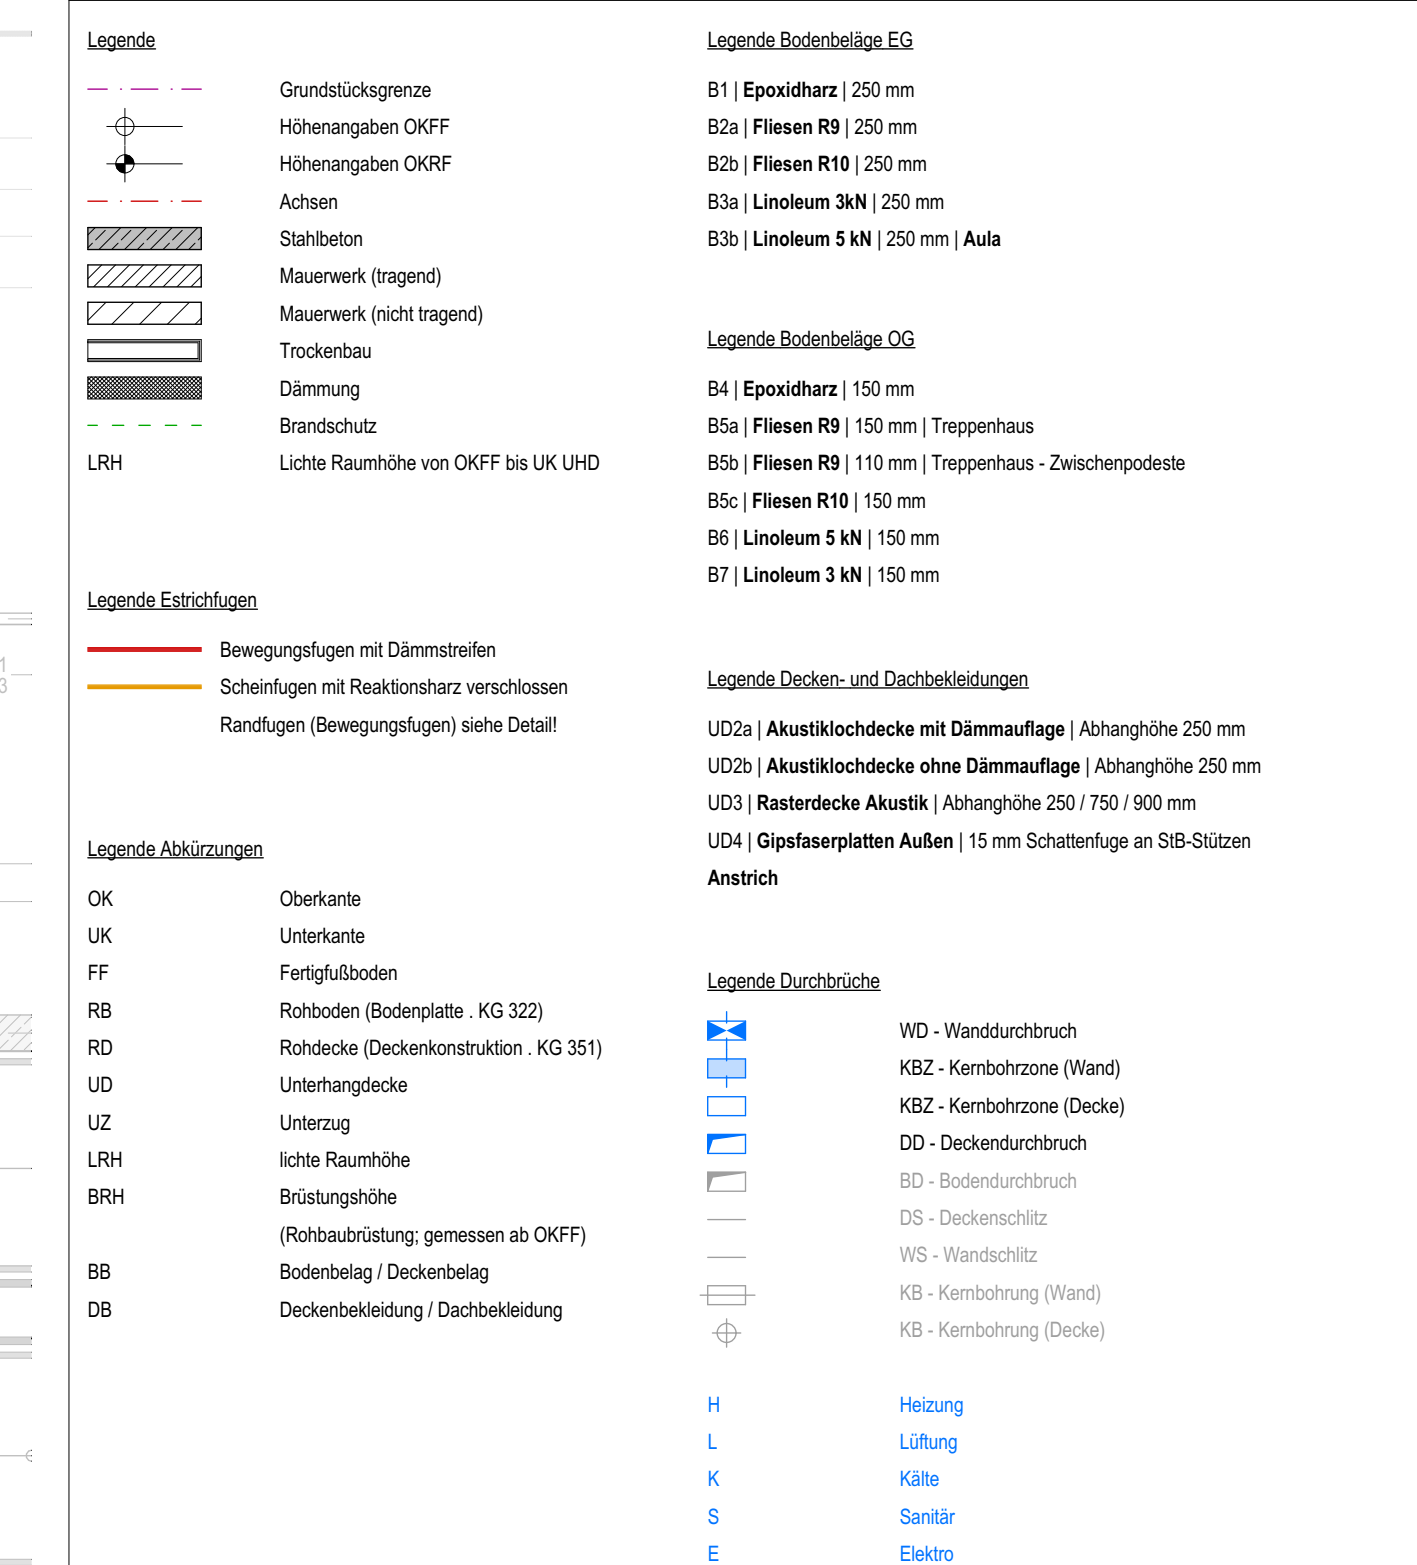 Legende
Grundstücksgrenze
Höhenangaben OKFF
Höhenangaben OKRF
Achsen
Stahlbeton
Mauerwerk (tragend)
Mauerwerk (nicht tragend)
Trockenbau
Dämmung
Brandschutz
LRH Lichte Raumhöhe von OKFF bis UK UHD
Legende Estrichfugen
Bewegungsfugen mit Dämmstreifen
Scheinfugen mit Reaktionsharz verschlossen
Randfugen (Bewegungsfugen) siehe Detail!
Legende Abkürzungen
OK Oberkante
UK Unterkante
FF Fertigfußboden
RB Rohboden (Bodenplatte . KG 322)
RD Rohdecke (Deckenkonstruktion . KG 351)
UD Unterhangdecke
UZ Unterzug
LRH lichte Raumhöhe
BRH Brüstungshöhe
(Rohbaubrüstung; gemessen ab OKFF)
BB Bodenbelag / Deckenbelag
DB Deckenbekleidung / Dachbekleidung
Legende Bodenbeläge EG
B1 | Epoxidharz | 250 mm
B2a | Fliesen R9 | 250 mm
B2b | Fliesen R10 | 250 mm
B3a | Linoleum 3kN | 250 mm
B3b | Linoleum 5 kN | 250 mm | Aula
Legende Bodenbeläge OG
B4 | Epoxidharz | 150 mm
B5a | Fliesen R9 | 150 mm | Treppenhaus
B5b | Fliesen R9 | 110 mm | Treppenhaus - Zwischenpodeste
B5c | Fliesen R10 | 150 mm
B6 | Linoleum 5 kN | 150 mm
B7 | Linoleum 3 kN | 150 mm
Legende Decken- und Dachbekleidungen
UD2a | Akustiklochdecke mit Dämmauflage | Abhanghöhe 250 mm
UD2b | Akustiklochdecke ohne Dämmauflage | Abhanghöhe 250 mm
UD3 | Rasterdecke Akustik | Abhanghöhe 250 / 750 / 900 mm
UD4 | Gipsfaserplatten Außen | 15 mm Schattenfuge an StB-Stützen
Anstrich
Legende Durchbrüche
WD - Wanddurchbruch
KBZ - Kernbohrzone (Wand)
KBZ - Kernbohrzone (Decke)
DD - Deckendurchbruch
BD - Bodendurchbruch
DS - Deckenschlitz
WS - Wandschlitz
KB - Kernbohrung (Wand)
KB - Kernbohrung (Decke)
H Heizung
L Lüftung
K Kälte
S Sanitär
E Elektro